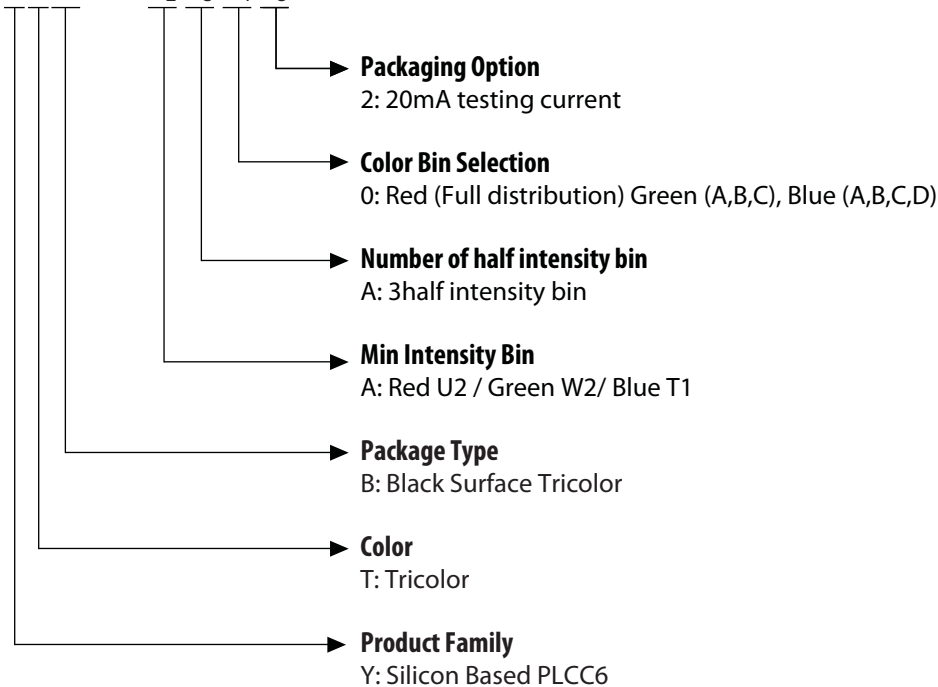 Packaging Option
2: 20mA testing current
Color Bin Selection
0: Red (Full distribution) Green (A,B,C), Blue (A,B,C,D)
Number of half intensity bin
A: 3half intensity bin
Min Intensity Bin
A: Red U2 / Green W2/ Blue T1
Package Type
B: Black Surface Tricolor
Color
T: Tricolor
Product Family
Y: Silicon Based PLCC6